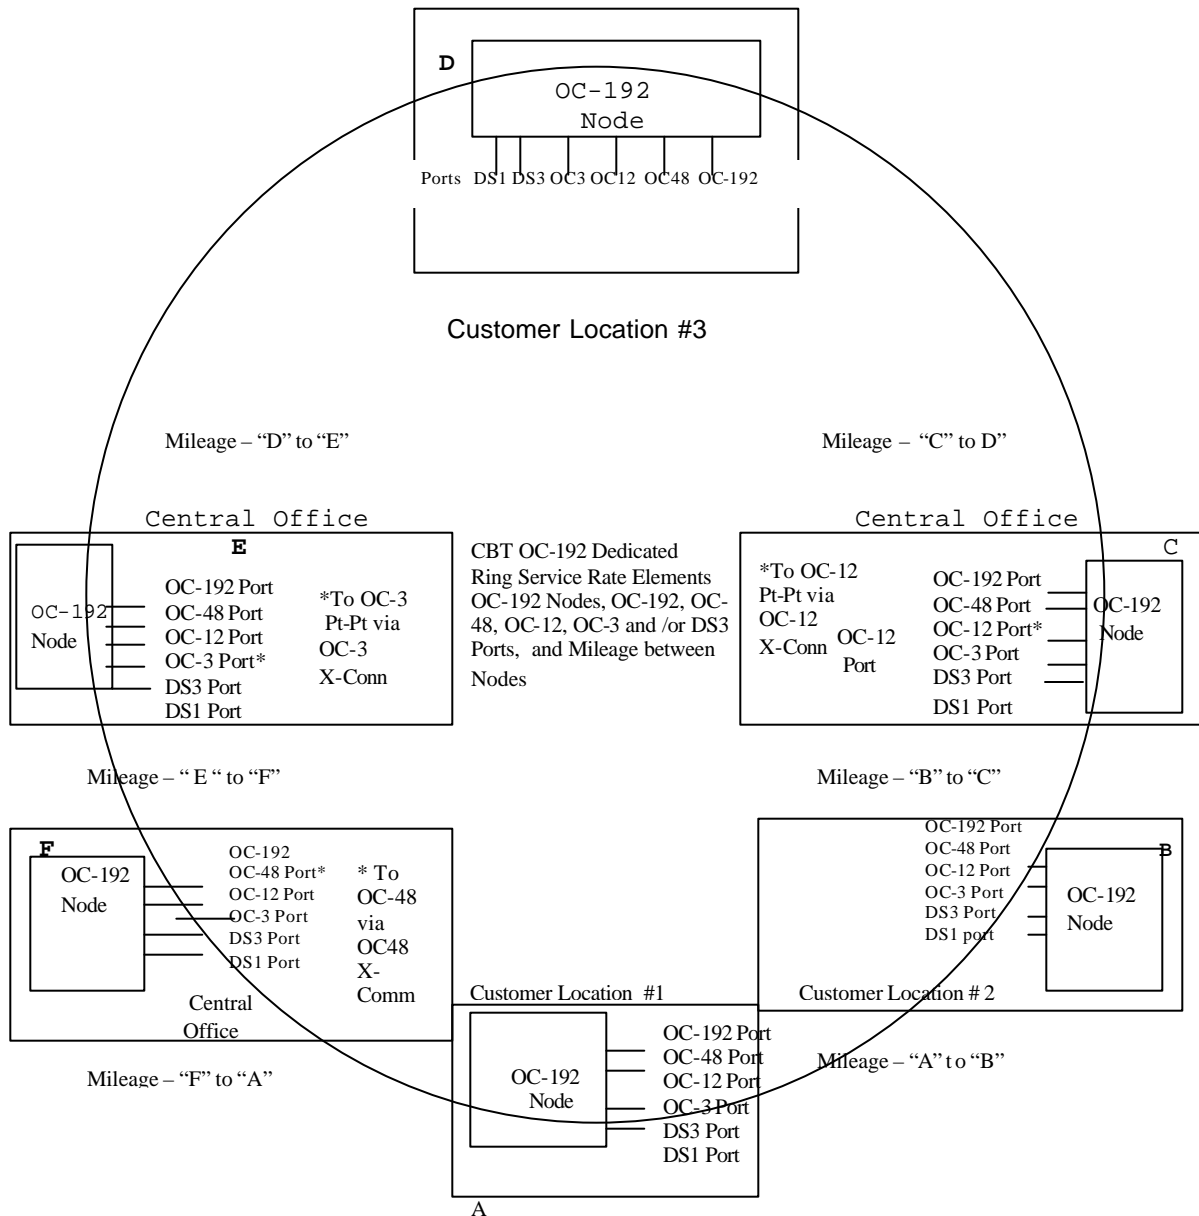 D
OC-192
Node
Ports DS1 DS3 OC3 OC12 OC48 OC-192
Customer Location #3
Mileage – “D” to “E”
Mileage – “C” to D”
Central Office
E
OC-192
Node
OC-192 Port
OC-48 Port
OC-12 Port
OC-3 Port*
DS3 Port
DS1 Port
*To OC-3
Pt-Pt via
OC-3
X-Conn
CBT OC-192 Dedicated
Ring Service Rate Elements
OC-192 Nodes, OC-192, OC-
48, OC-12, OC-3 and /or DS3
Ports, and Mileage between
Nodes
Central Office
C
*To OC-12
Pt-Pt via
OC-12
X-Conn
OC-12
Port
OC-192 Port
OC-48 Port
OC-12 Port*
OC-3 Port
DS3 Port
DS1 Port
OC-192
Node
Mileage – “ E “ to “F”
Mileage – “B” to “C”
F
OC-192
Node
OC-192
OC-48 Port*
OC-12 Port
OC-3 Port
DS3 Port
DS1 Port
* To
OC-48
via
OC48
X-
Comm
Central
Office
OC-192 Port
OC-48 Port
OC-12 Port
OC-3 Port
DS3 Port
DS1 port
B
OC-192
Node
Customer Location # 2
Customer Location #1
OC-192
Node
OC-192 Port
OC-48 Port
OC-12 Port
OC-3 Port
DS3 Port
DS1 Port
A
Mileage – “F” to “A”
Mileage – “A” to “B”